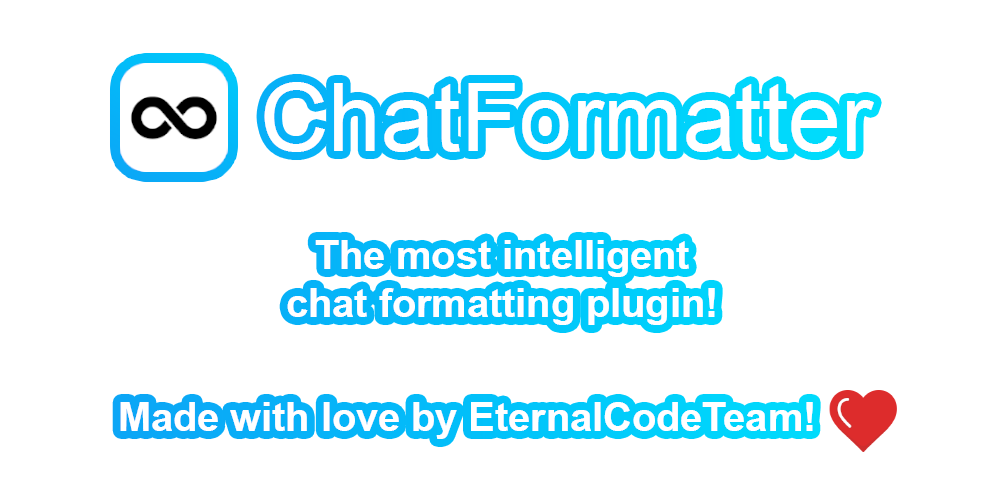 ChatFormatter
The most intelligent
chat formatting plugin!
Made with love by EternalCodeTeam!